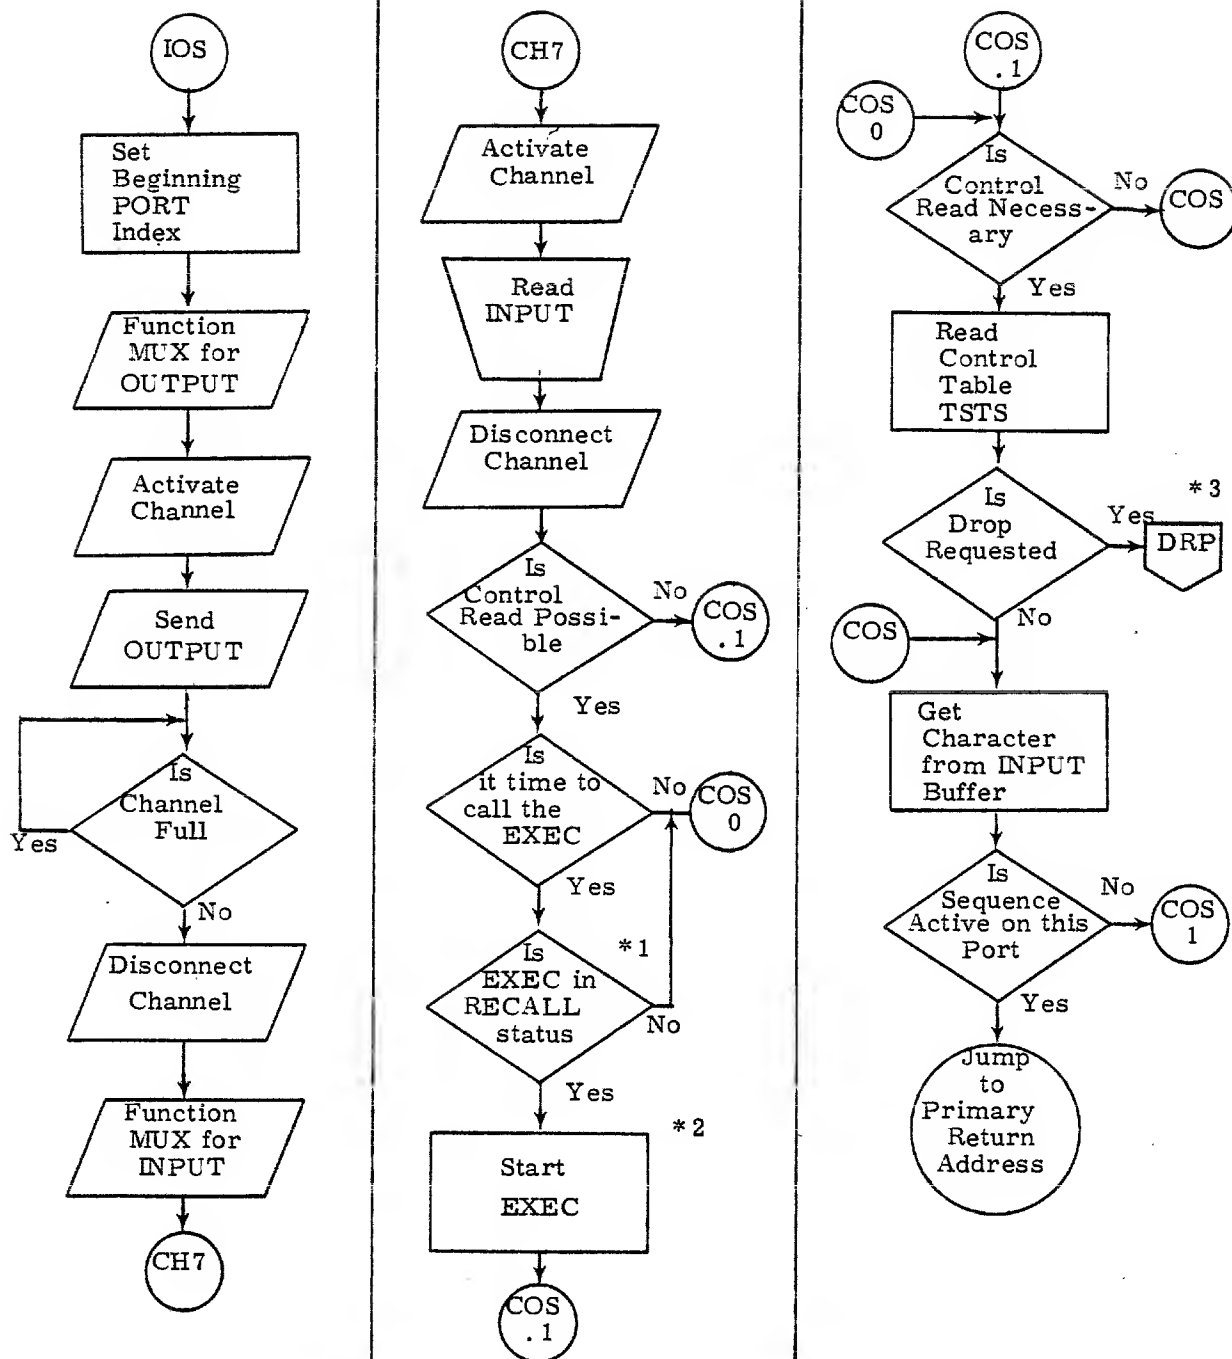 IOS
Set
Beginning
PORT
Index
Function
MUX for
OUTPUT
Activate
Channel
Send
OUTPUT
Is
Channel
Full
Yes
No
Disconnect
Channel
Function
MUX for
INPUT
CH7
CH7
Activate
Channel
Read
INPUT
Disconnect
Channel
Is
Control
Read Possi-
ble
No
COS
.1
Yes
Is
it time to
call the
EXEC
No
COS
0
Yes
*1
Is
EXEC in
RECALL
status
No
Yes
*2
Start
EXEC
COS
.1
COS
.1
COS
0
Is
Control
Read Necess-
ary
No
COS
Yes
Read
Control
Table
TSTS
Is
Drop
Requested
Yes
*3
DRP
No
COS
Get
Character
from INPUT
Buffer
Is
Sequence
Active on this
Port
No
COS
1
Yes
Jump
to
Primary
Return
Address